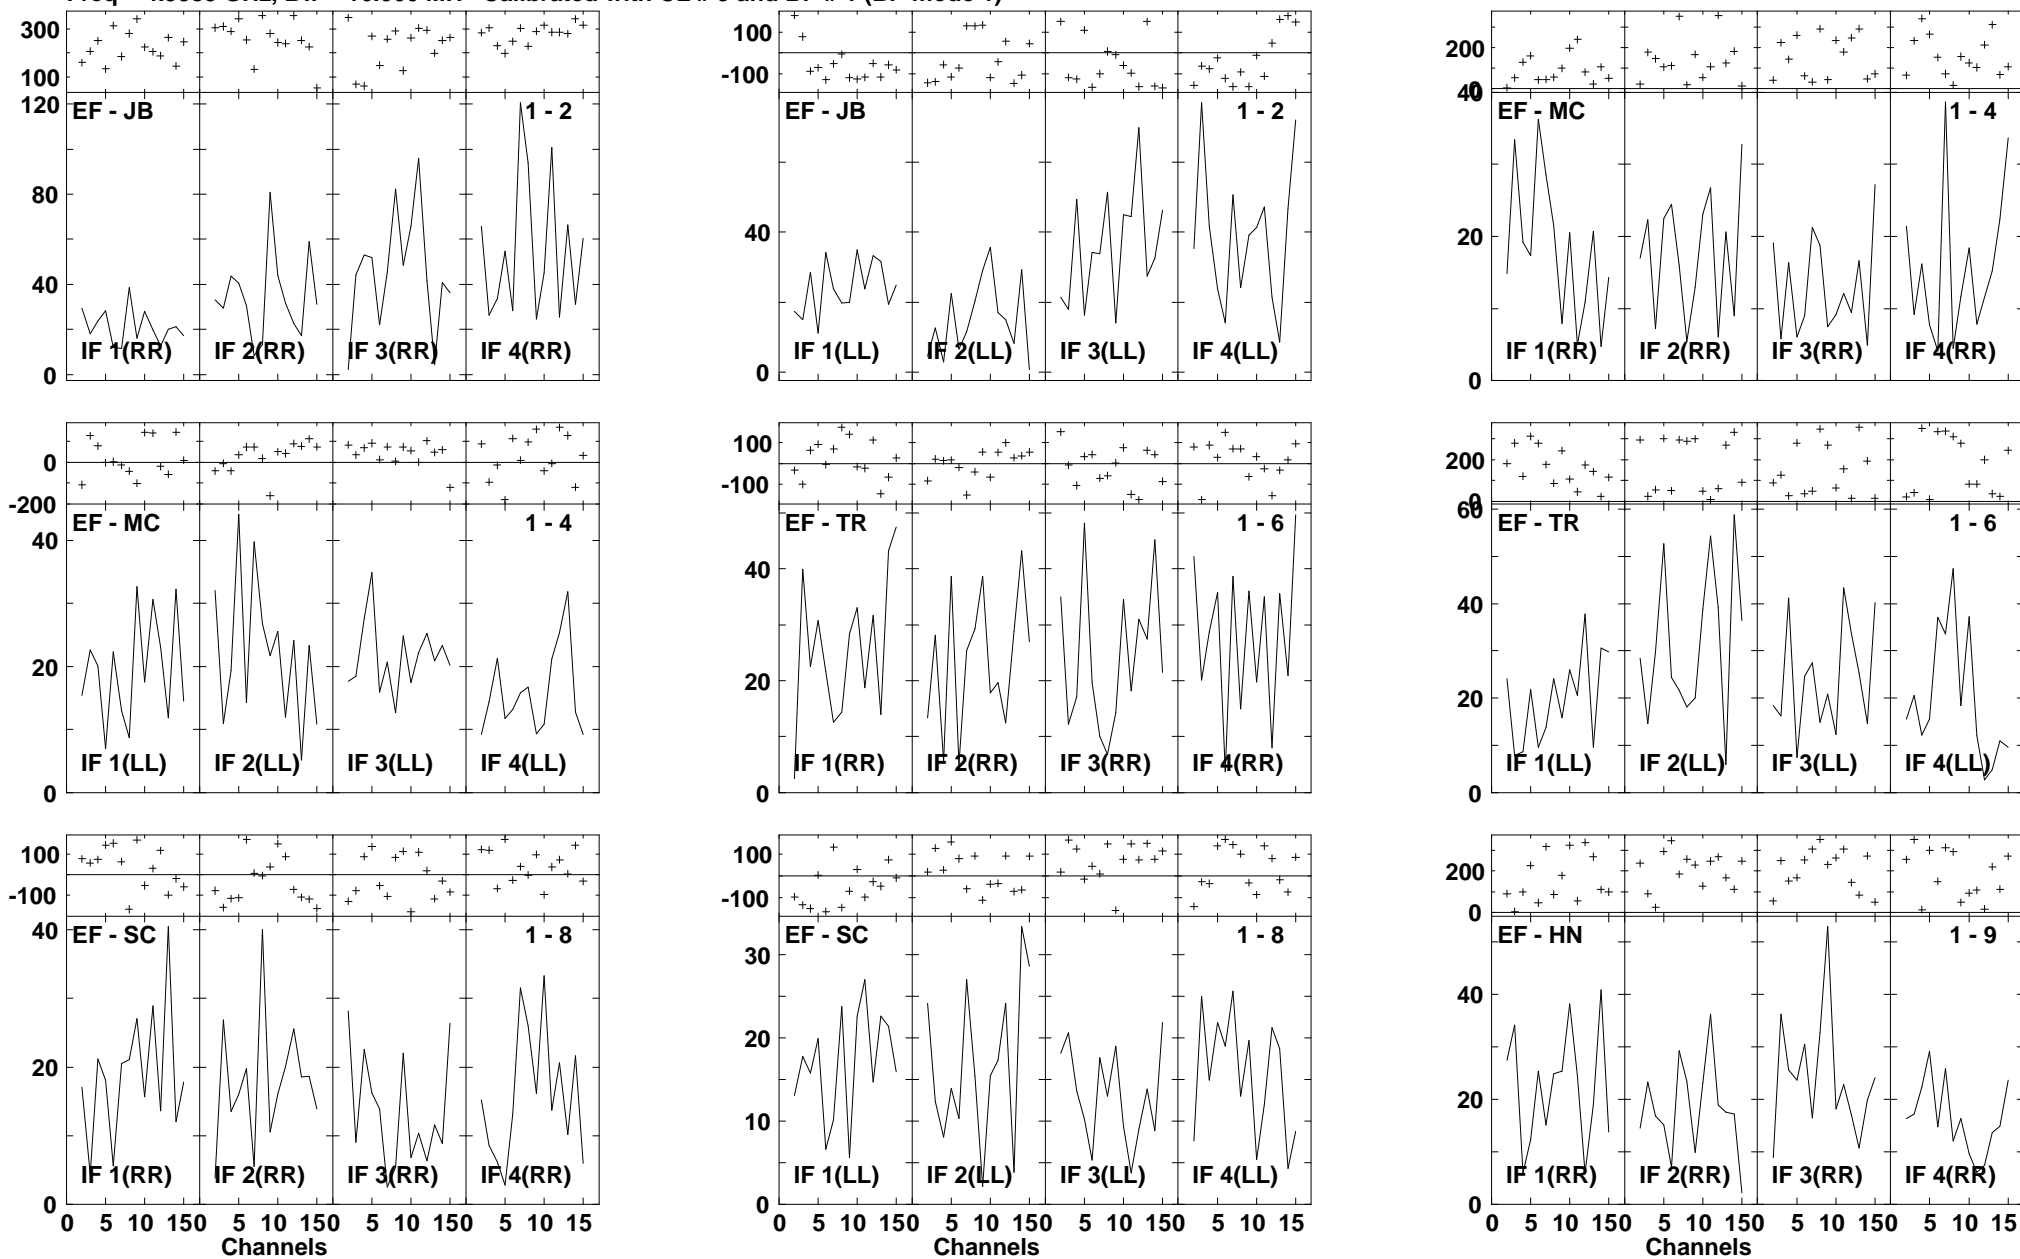 300
100
120
80
40
0
EF - JB
1 - 2
IF 1(RR)
IF 2(RR)
IF 3(RR)
IF 4(RR)
100
-100
40
0
EF - JB
1 - 2
IF 1(LL)
IF 2(LL)
IF 3(LL)
IF 4(LL)
200
0
40
20
0
EF - MC
1 - 4
IF 1(RR)
IF 2(RR)
IF 3(RR)
IF 4(RR)
0
-200
40
20
0
EF - MC
1 - 4
IF 1(LL)
IF 2(LL)
IF 3(LL)
IF 4(LL)
100
-100
40
20
0
EF - TR
1 - 6
IF 1(RR)
IF 2(RR)
IF 3(RR)
IF 4(RR)
200
0
60
40
20
0
EF - TR
1 - 6
IF 1(LL)
IF 2(LL)
IF 3(LL)
IF 4(LL)
100
-100
40
20
0
EF - SC
1 - 8
IF 1(RR)
IF 2(RR)
IF 3(RR)
IF 4(RR)
0 5 10 15 0 5 10 15 0 5 10 15 0 5 10 15
Channels
100
-100
30
20
10
0
EF - SC
1 - 8
IF 1(LL)
IF 2(LL)
IF 3(LL)
IF 4(LL)
0 5 10 15 0 5 10 15 0 5 10 15 0 5 10 15
Channels
200
0
40
20
0
EF - HN
1 - 9
IF 1(RR)
IF 2(RR)
IF 3(RR)
IF 4(RR)
0 5 10 15 0 5 10 15 0 5 10 15 0 5 10 15
Channels